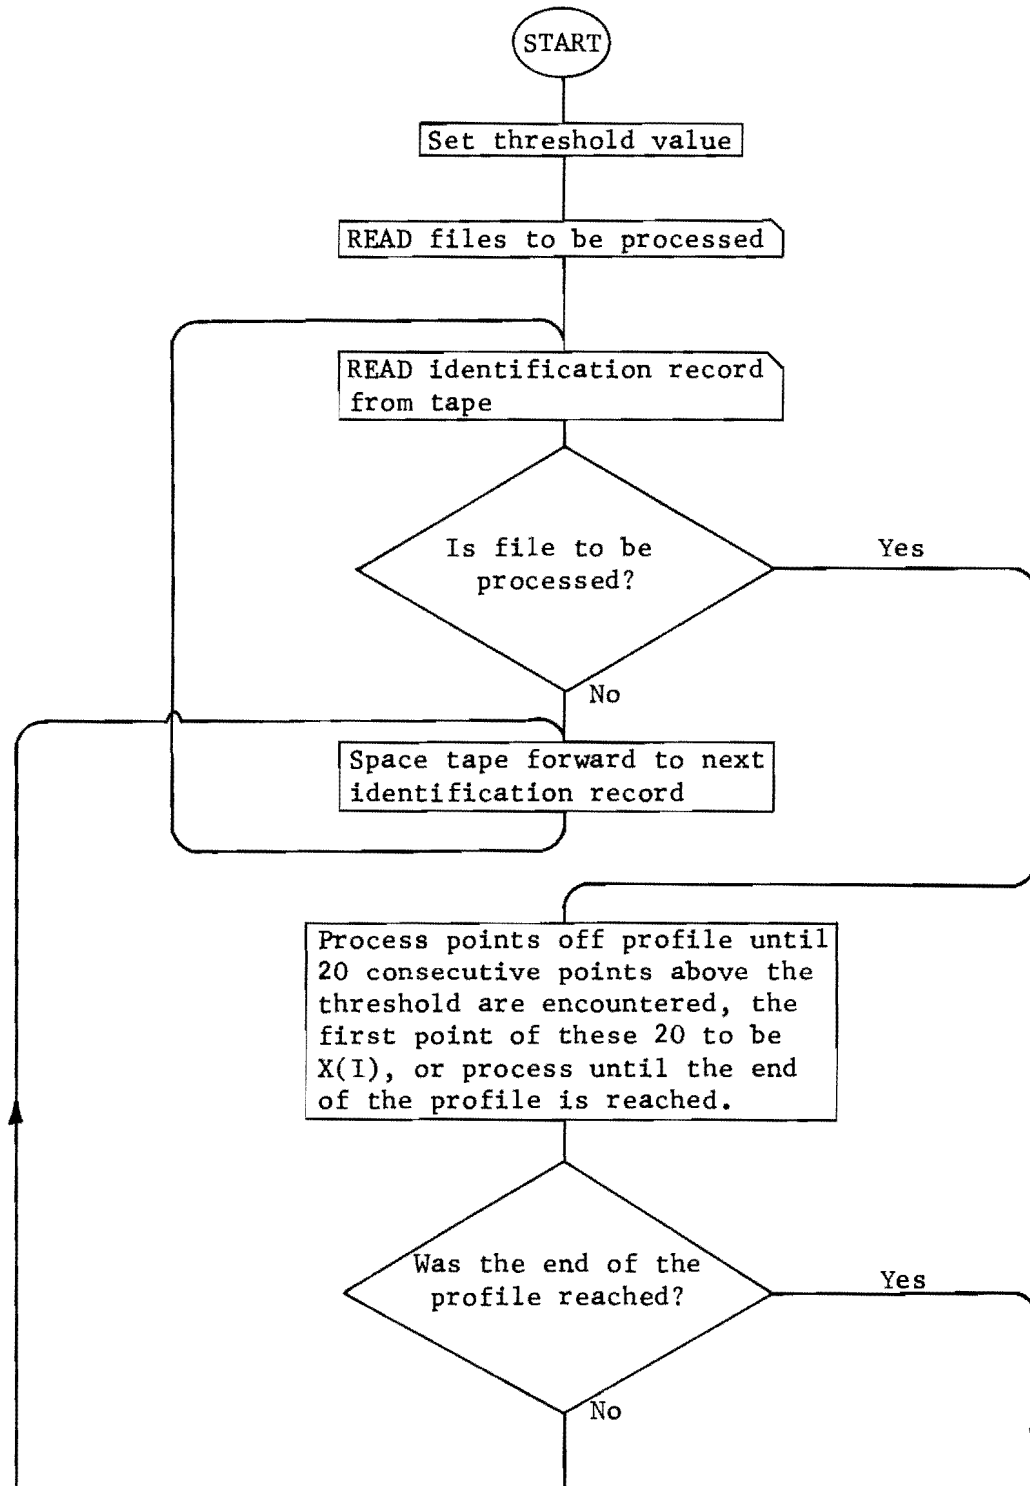 START
Set threshold value
READ files to be processed
READ identification record
from tape
Is file to be
processed?
Yes
No
Space tape forward to next
identification record
Process points off profile until
20 consecutive points above the
threshold are encountered, the
first point of these 20 to be
X(I), or process until the end
of the profile is reached.
Was the end of the
profile reached?
Yes
No